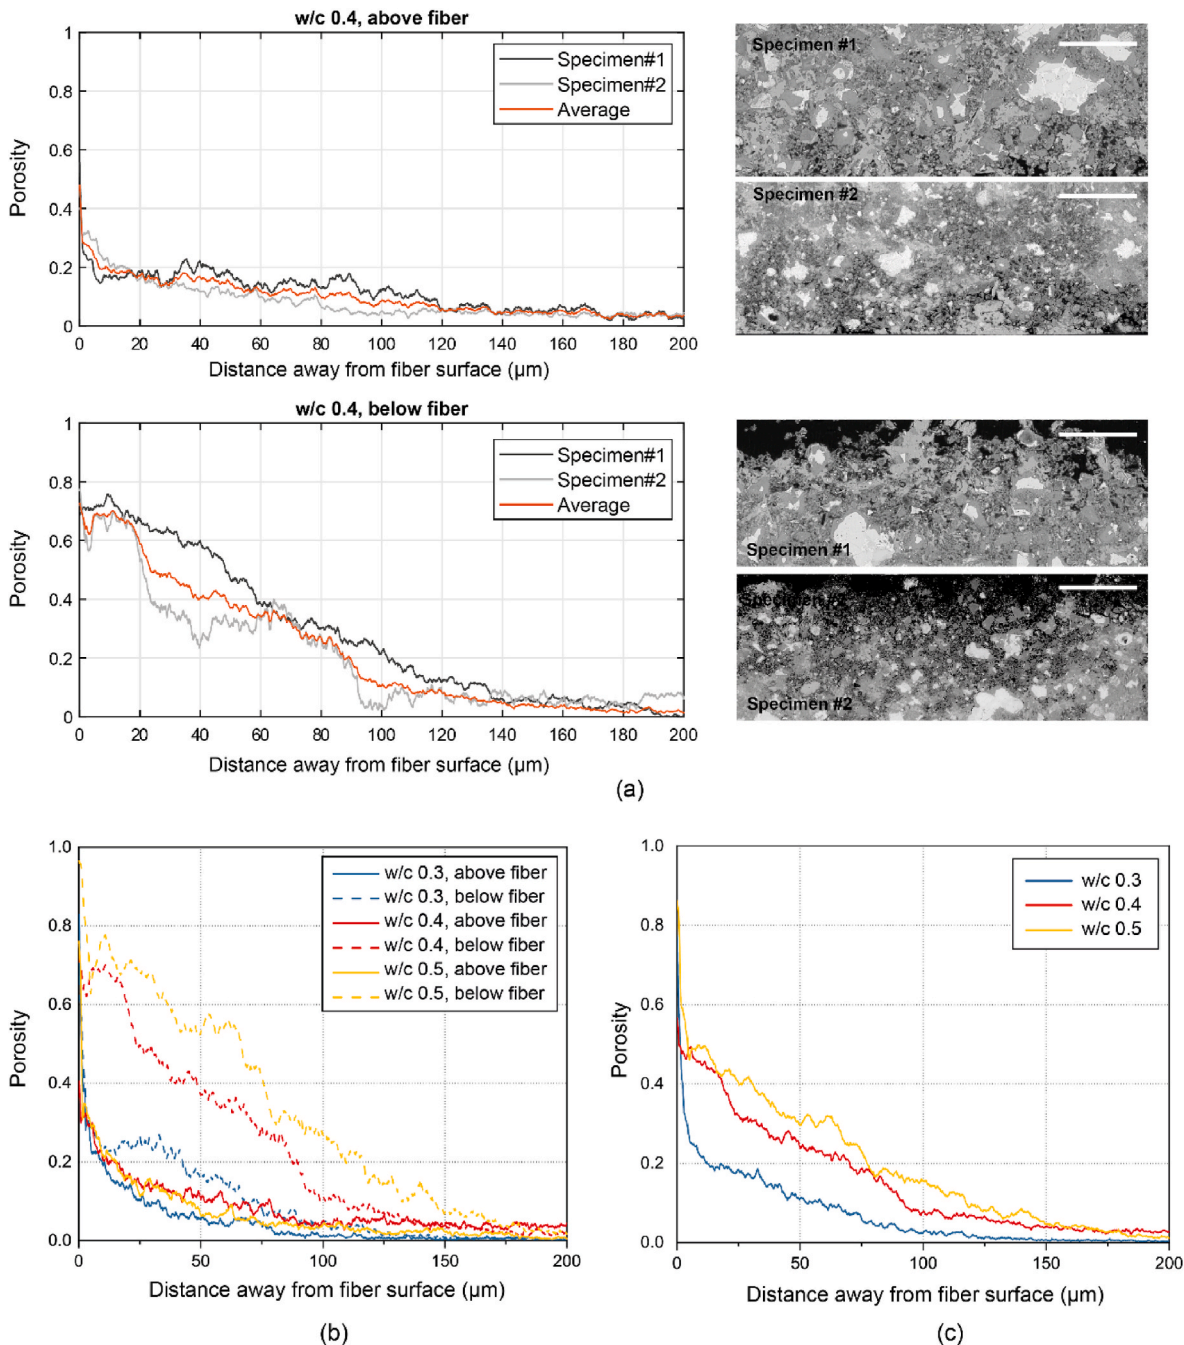 w/c 0.4, above fiber
1
0.8
0.6
0.4
0.2
0
Porosity
Specimen#1
Specimen#2
Average
0 20 40 60 80 100 120 140 160 180 200
Distance away from fiber surface (µm)
Specimen #1
Specimen #2
w/c 0.4, below fiber
1
0.8
0.6
0.4
0.2
0
Porosity
Specimen#1
Specimen#2
Average
0 20 40 60 80 100 120 140 160 180 200
Distance away from fiber surface (µm)
Specimen #1
Specimen #2
Specimen #2
(a)
1.0
0.8
0.6
0.4
0.2
0.0
Porosity
w/c 0.3, above fiber
w/c 0.3, below fiber
w/c 0.4, above fiber
w/c 0.4, below fiber
w/c 0.5, above fiber
w/c 0.5, below fiber
0 50 100 150 200
Distance away from fiber surface (µm)
(b)
1.0
0.8
0.6
0.4
0.2
0.0
Porosity
w/c 0.3
w/c 0.4
w/c 0.5
0 50 100 150 200
Distance away from fiber surface (µm)
(c)